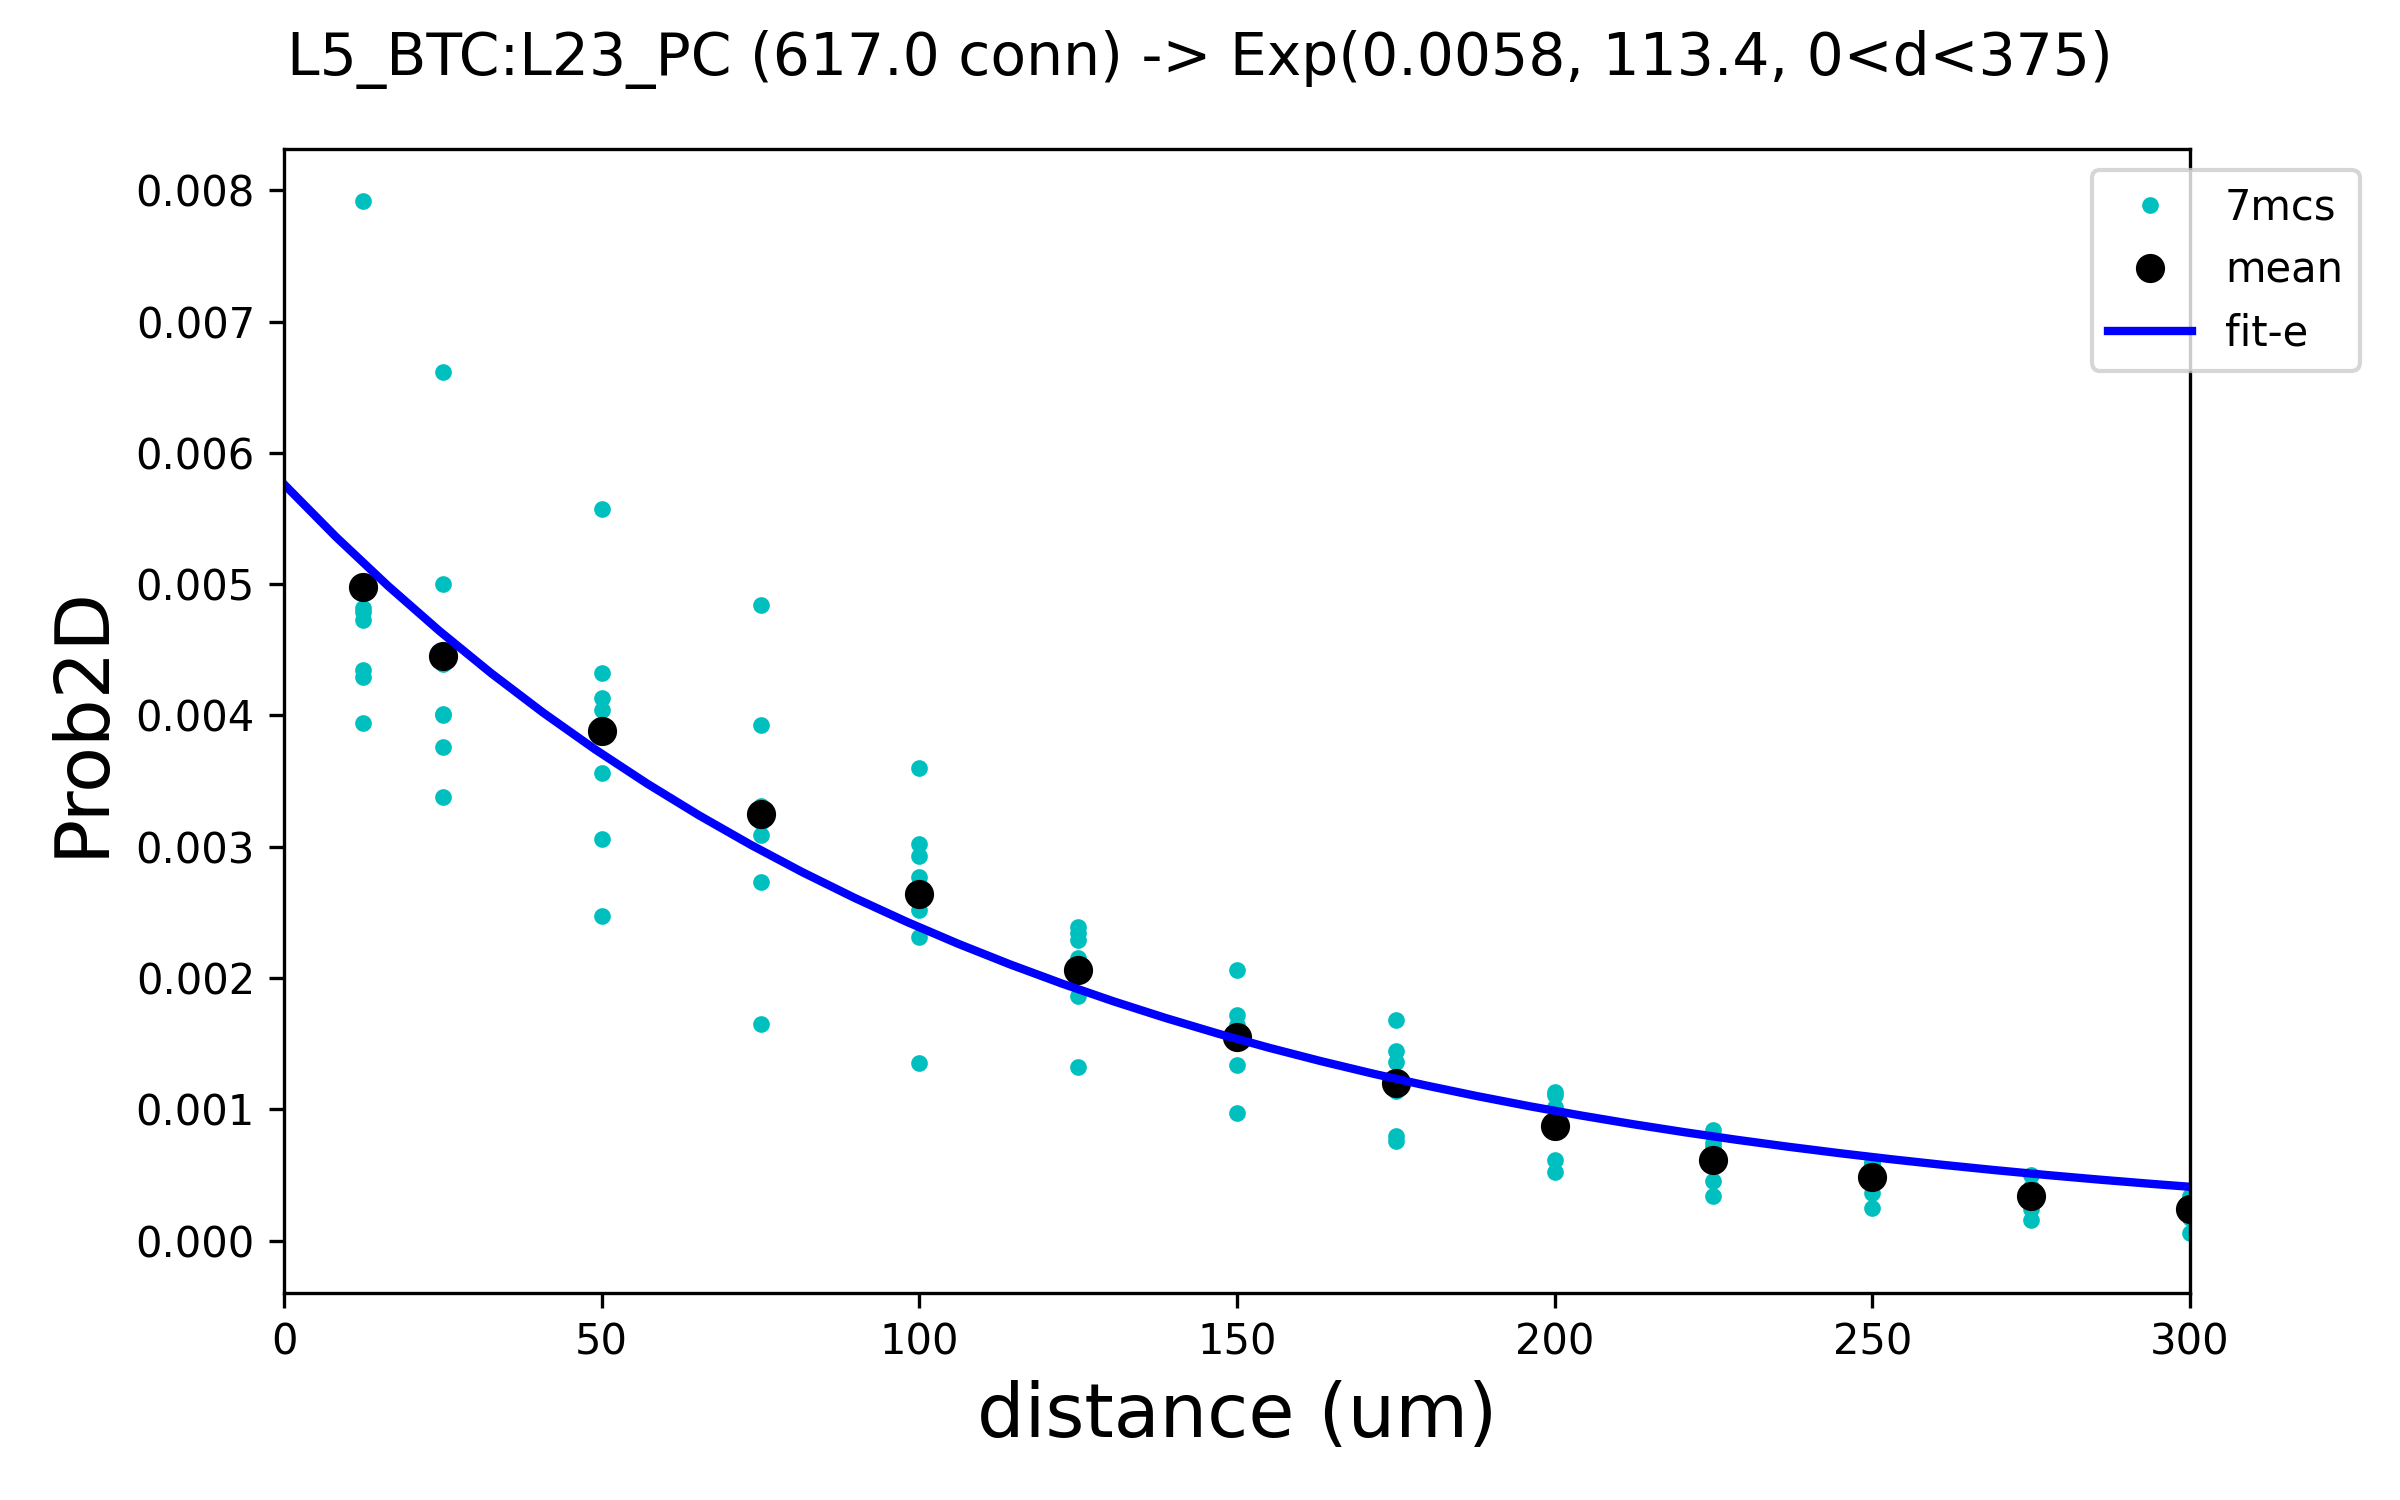 L5_BTC:L23_PC (617.0 conn) -> Exp(0.0058, 113.4, 0<d<375)
7mcs
mean
fit-e
Prob2D
0.008
0.007
0.006
0.005
0.004
0.003
0.002
0.001
0.000
0 50 100 150 200 250 300
distance (um)